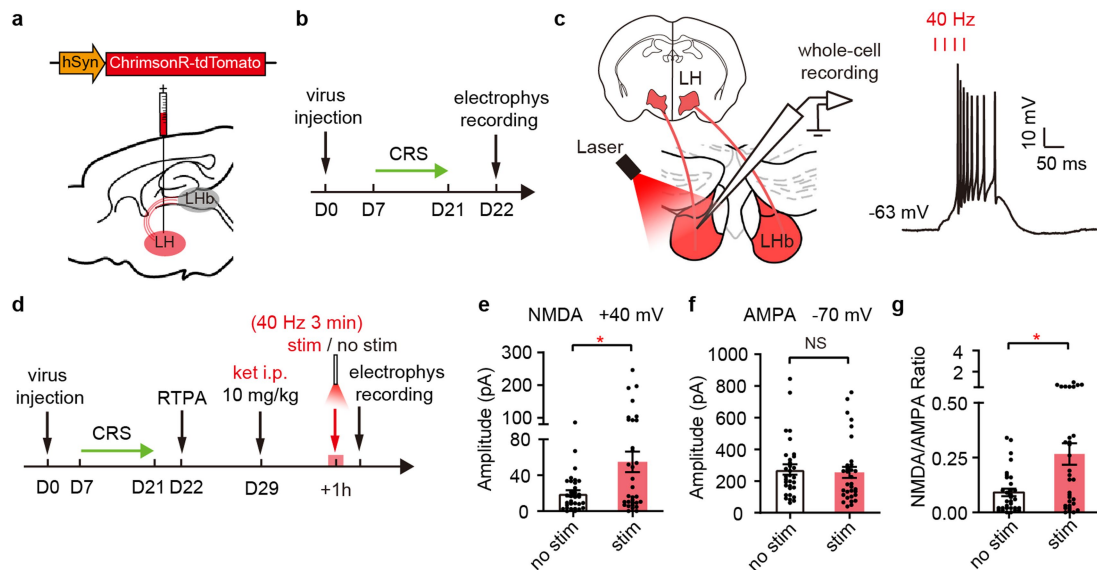 a
hSyn
ChrimsonR-tdTomato
LHb
LH
b
virus
injection
electrophys
recording
CRS
D0
D7
D21
D22
c
LH
whole-cell
recording
Laser
LHb
40 Hz
10 mV
50 ms
-63 mV
d
(40 Hz 3 min)
stim / no stim
ket i.p.
10 mg/kg
virus
injection
RTPA
electrophys
recording
CRS
D0
D7
D21
D22
D29
+1h
e
NMDA +40 mV
*
Amplitude (pA)
300
200
100
80
60
40
20
0
no stim
stim
f
AMPA -70 mV
NS
Amplitude (pA)
1000
800
600
400
200
0
no stim
stim
g
*
NMDA/AMPA Ratio
4
2
1
0.50
0.25
0.00
no stim
stim